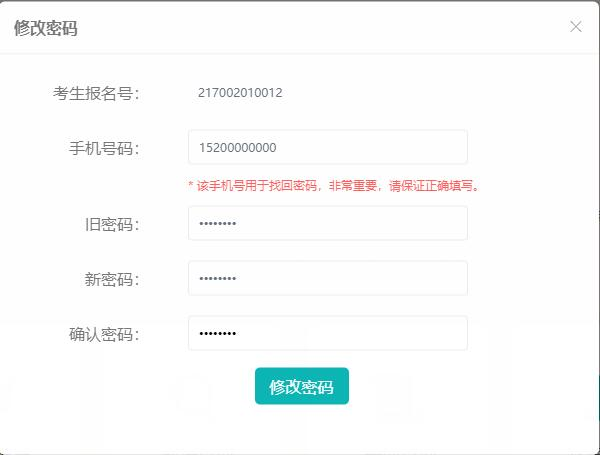 修改密码
考生报名号： 217002010012
手机号码： 15200000000
* 该手机号用于找回密码，非常重要，请保证正确填写。
旧密码： ••••••••
新密码： ••••••••
确认密码： ••••••••
修改密码